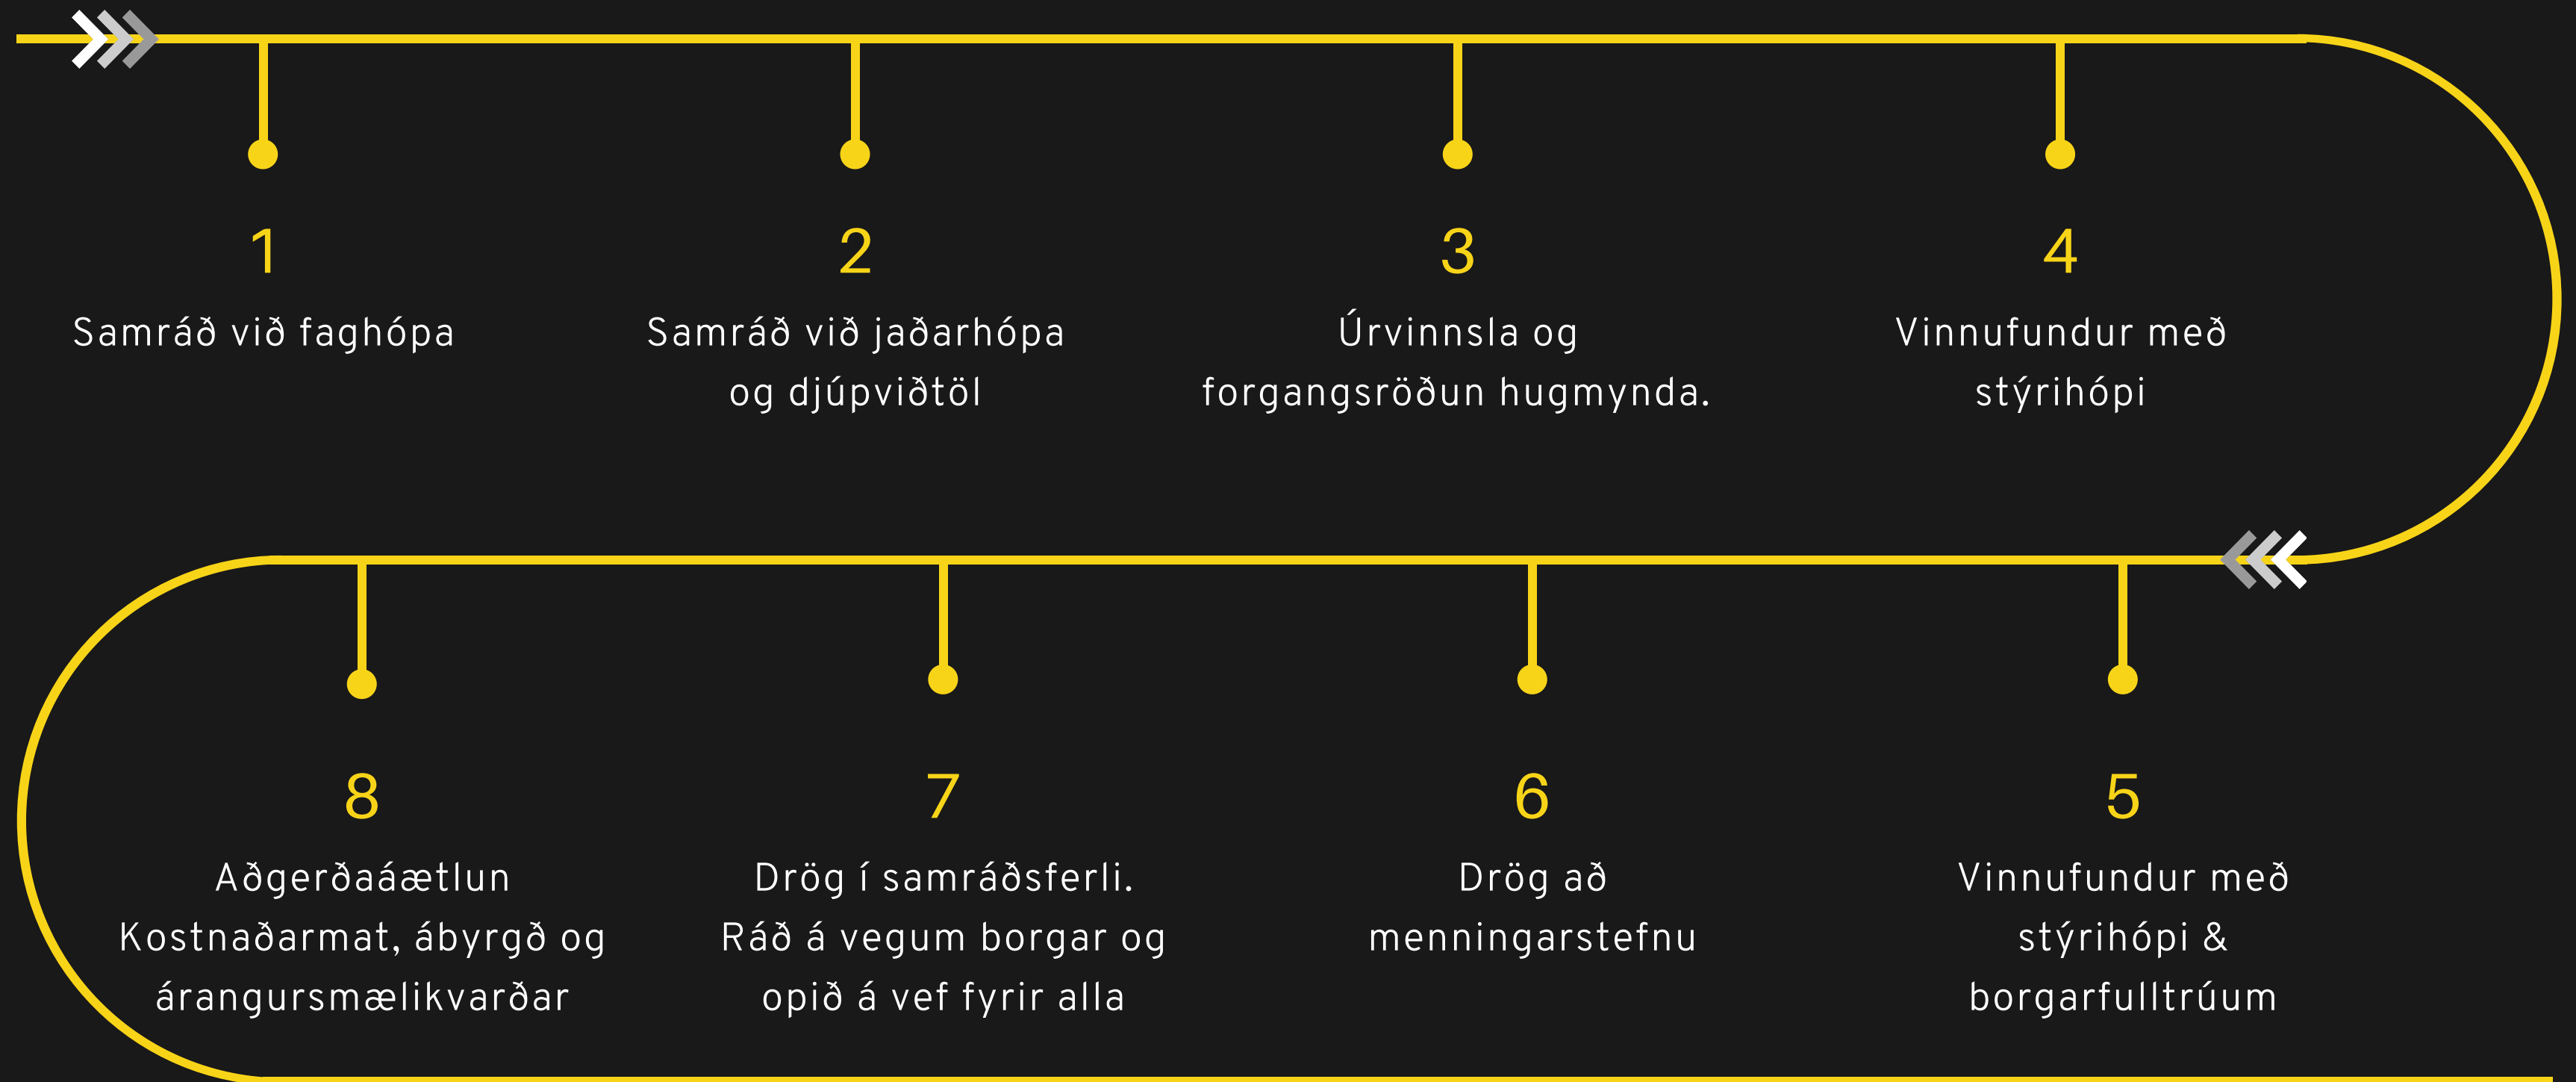 1
Samráð við faghópa
2
Samráð við jaðarhópa
og djúpviðtöl
3
Úrvinnsla og
forgangsröðun hugmynda.
4
Vinnufundur með
stýrihópi
5
Vinnufundur með
stýrihópi &
borgarfulltrúum
6
Drög að
menningarstefnu
7
Drög í samráðsferli.
Ráð á vegum borgar og
opið á vef fyrir alla
8
Aðgerðaáætlun
Kostnaðarmat, ábyrgð og
árangursmælikvarðar